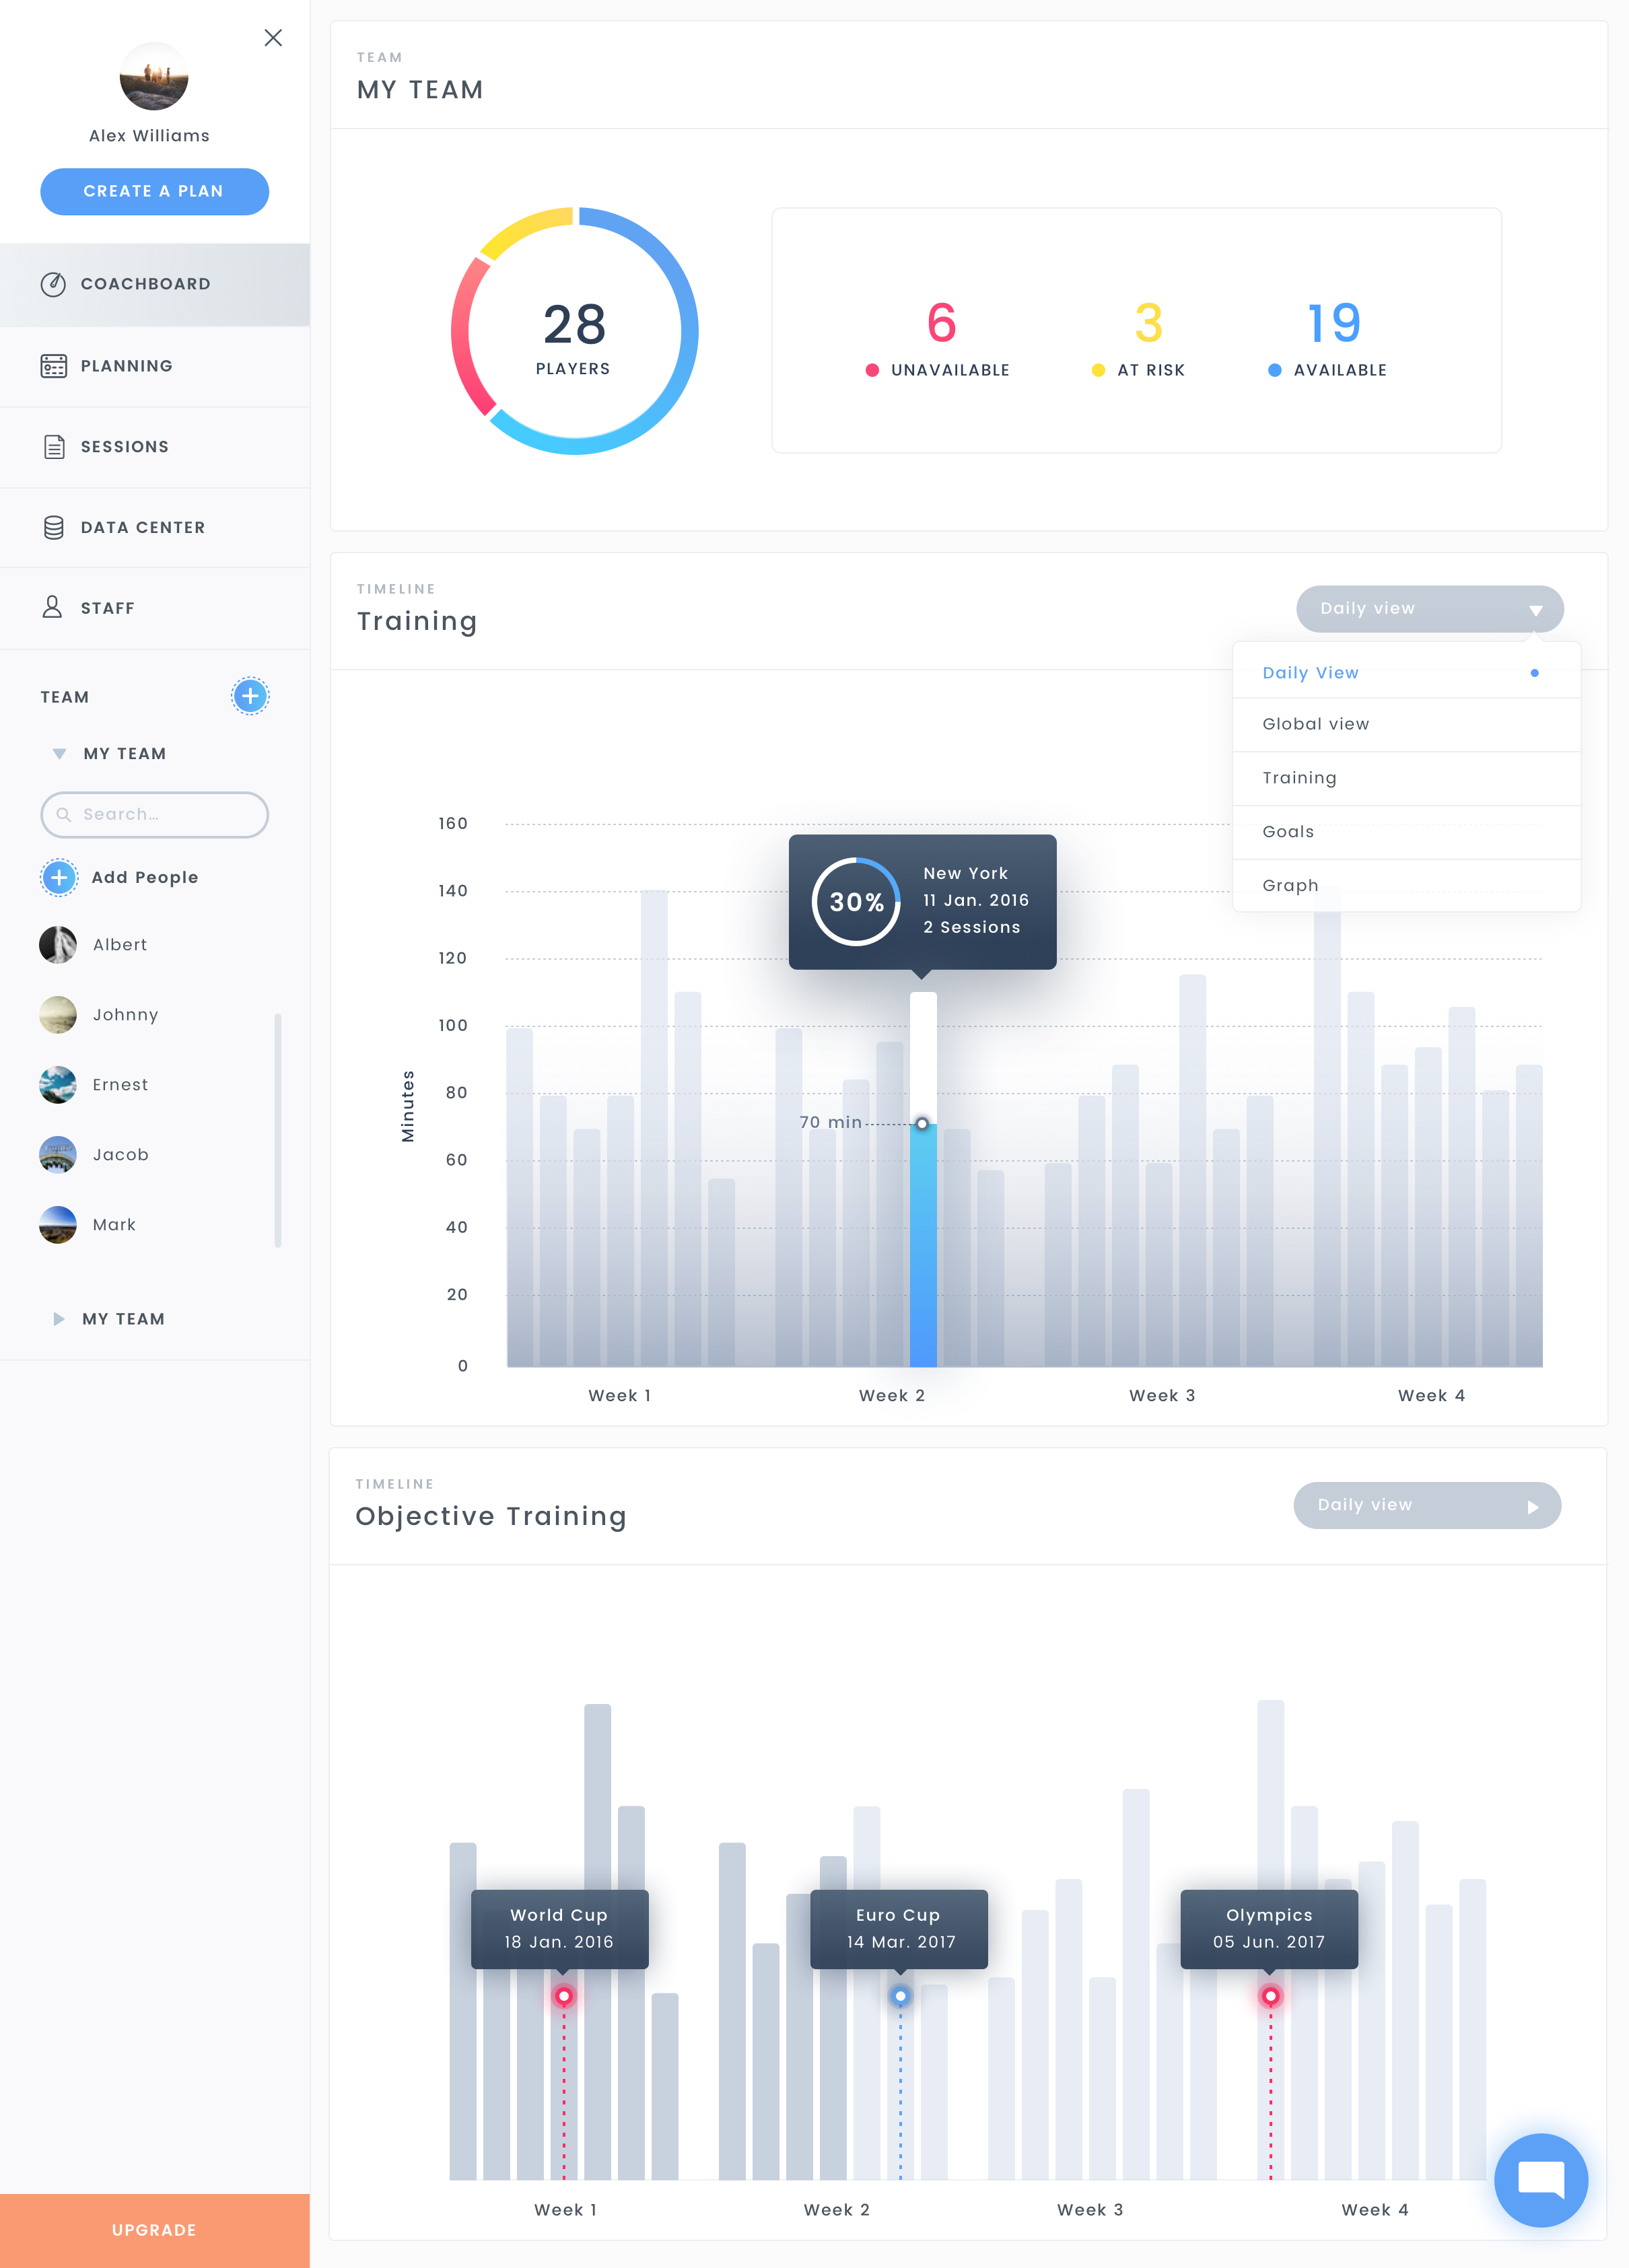 Alex Williams
CREATE A PLAN
COACHBOARD
PLANNING
SESSIONS
DATA CENTER
STAFF
TEAM
MY TEAM
Search...
Add People
Albert
Johnny
Ernest
Jacob
Mark
MY TEAM
UPGRADE
TEAM
MY TEAM
28
PLAYERS
6
UNAVAILABLE
3
AT RISK
19
AVAILABLE
TIMELINE
Training
Daily view
Daily View
Global view
Training
Goals
Graph
160
140
120
100
80
60
40
20
0
Minutes
30%
New York
11 Jan. 2016
2 Sessions
70 min
Week 1
Week 2
Week 3
Week 4
TIMELINE
Objective Training
Daily view
World Cup
18 Jan. 2016
Euro Cup
14 Mar. 2017
Olympics
05 Jun. 2017
Week 1
Week 2
Week 3
Week 4